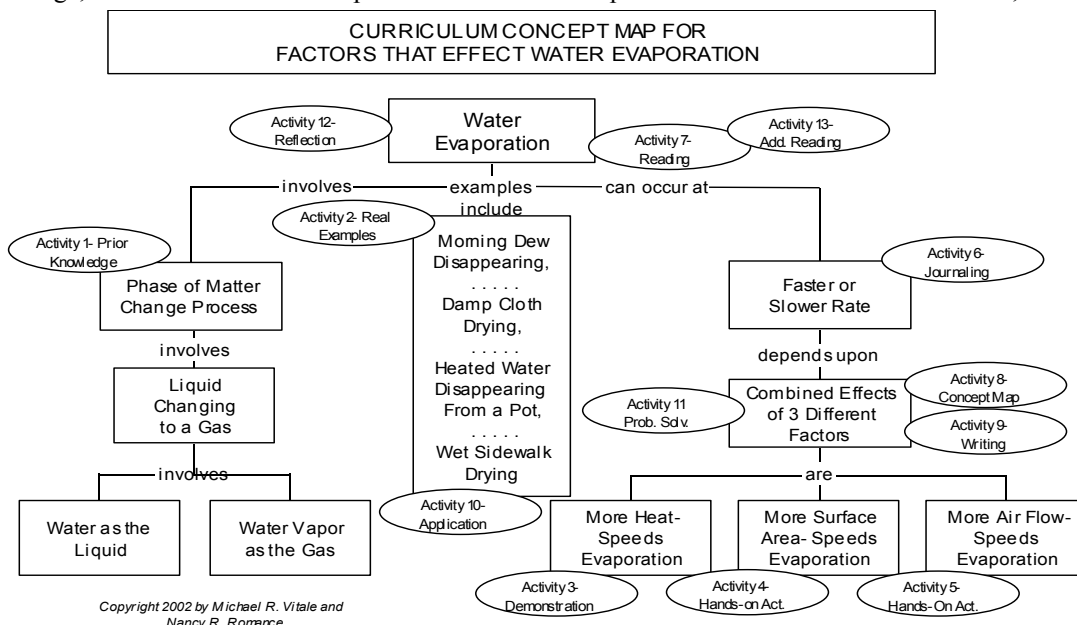 CURRICULUM CONCEPT MAP FOR
FACTORS THAT EFFECT WATER EVAPORATION
Activity 12-
Reflection
Water
Evaporation
Activity 7-
Reading
Activity 13-
Add. Reading
involves
examples
include
can occur at
Activity 1- Prior
Knowledge
Phase of Matter
Change Process
involves
Liquid
Changing
to a Gas
involves
Water as the
Liquid
Water Vapor
as the Gas
Activity 2- Real
Examples
Morning Dew
Disappearing,
. . . . .
Damp Cloth
Drying,
. . . . .
Heated Water
Disappearing
From a Pot,
. . . . .
Wet Sidewalk
Drying
Activity 10-
Application
Activity 6-
Journaling
Faster or
Slower Rate
depends upon
Activity 11
Prob. Solv.
Combined Effects
of 3 Different
Factors
Activity 8-
Concept Map
Activity 9-
Writing
are
More Heat-
Speeds
Evaporation
More Surface
Area- Speeds
Evaporation
More Air Flow-
Speeds
Evaporation
Activity 3-
Demonstration
Activity 4-
Hands-on Act.
Activity 5-
Hands-On Act.
Copyright 2002 by Michael R. Vitale and
Nancy R. Romance